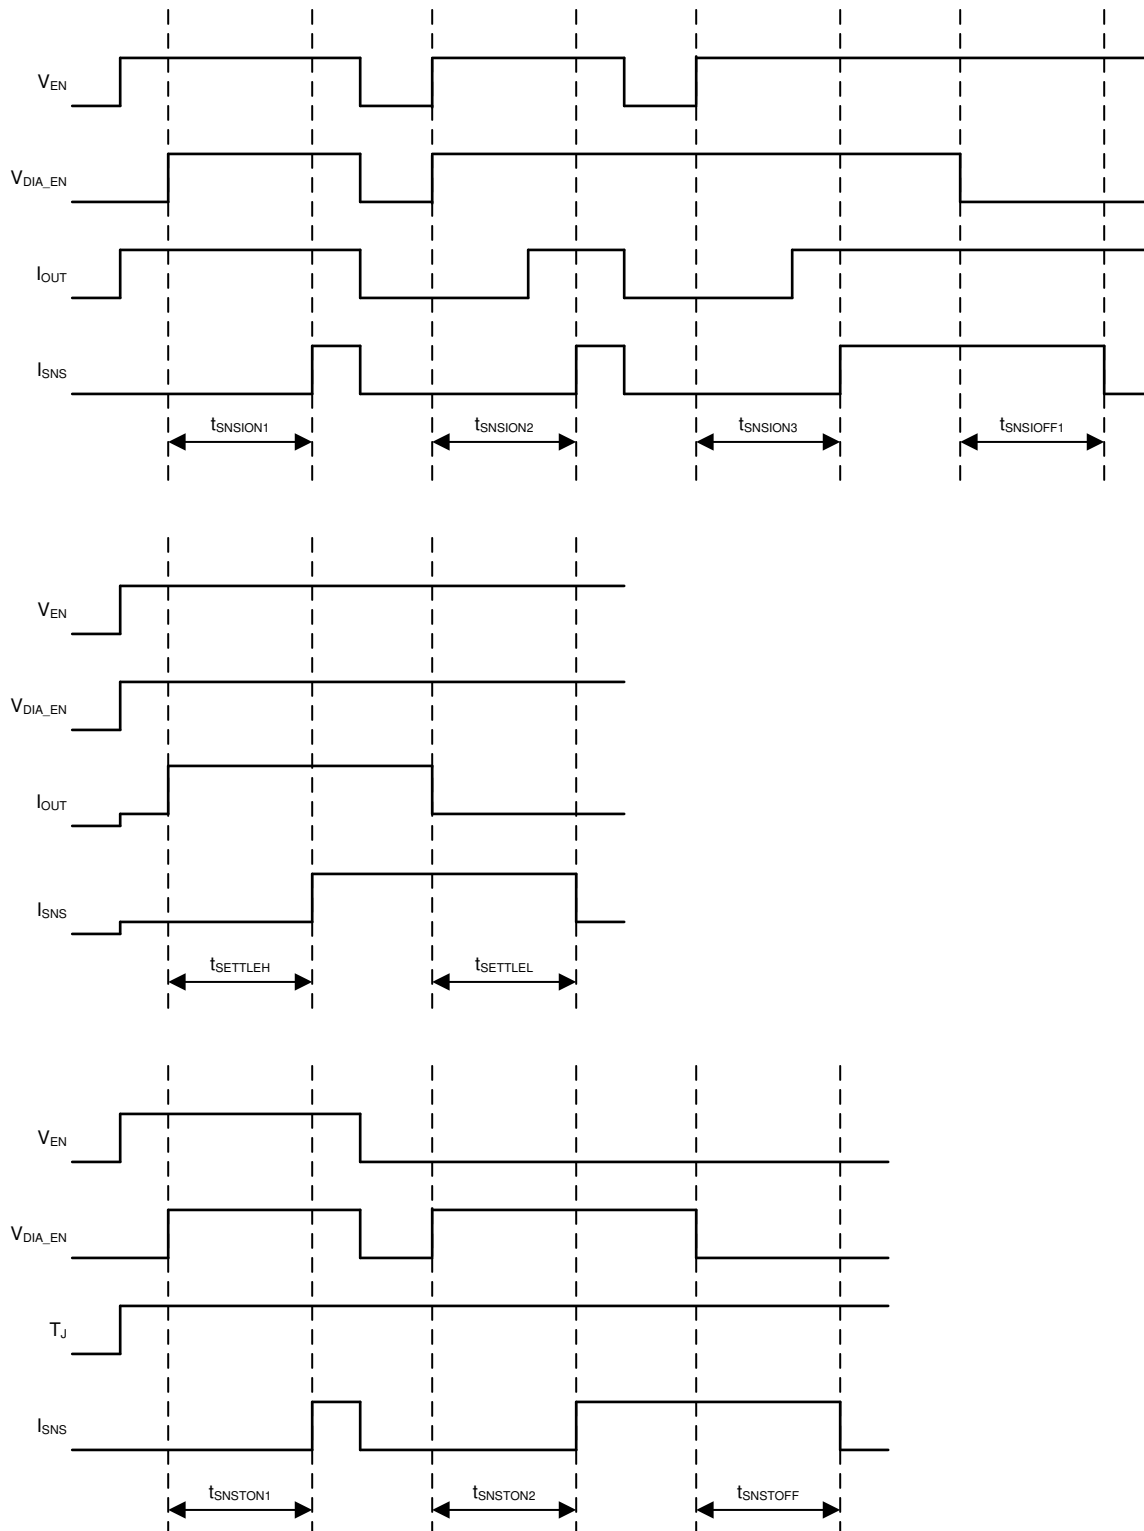 VEN
VDIA_EN
IOUT
ISNS
tSNSION1 tSNSION2 tSNSION3 tSNSIOFF1
VEN
VDIA_EN
IOUT
ISNS
tSETTLEH tSETTLEL
VEN
VDIA_EN
TJ
ISNS
tSNSTON1 tSNSTON2 tSNSTOFF